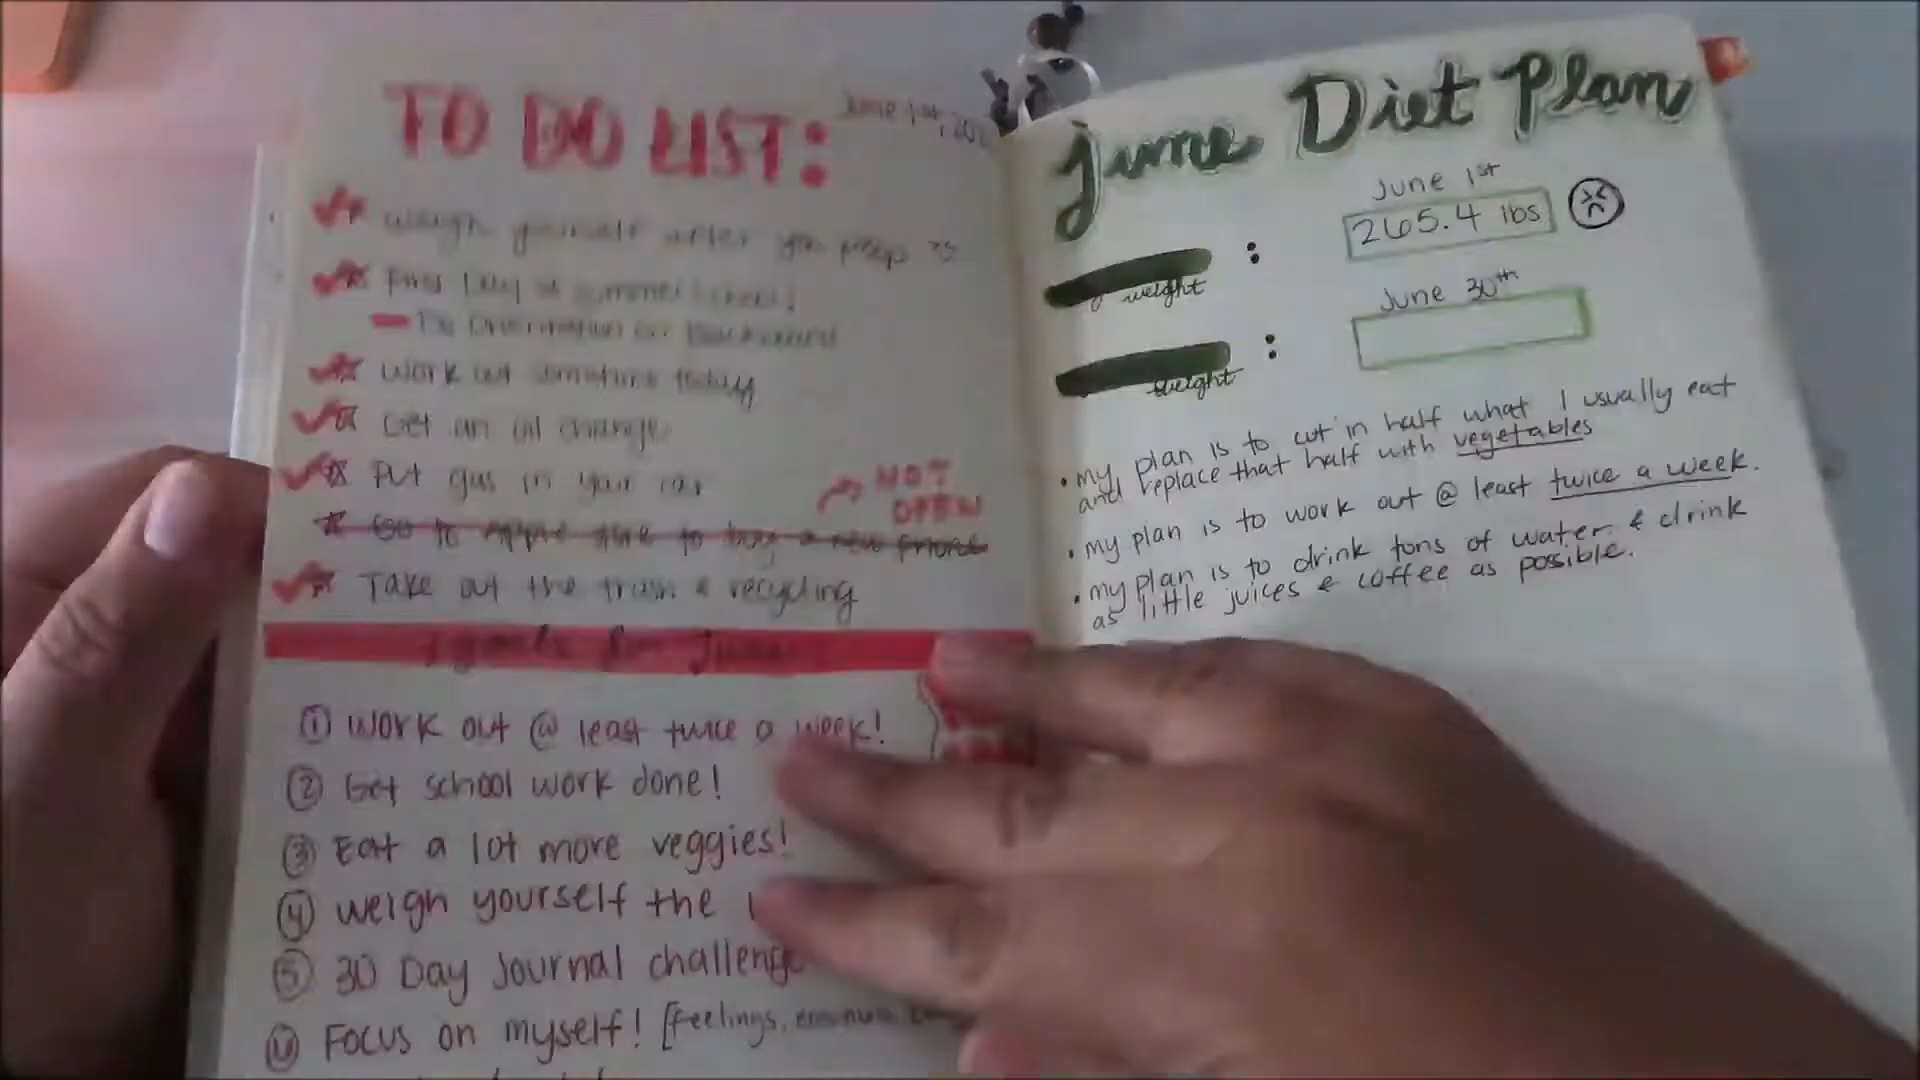 TO DO LIST:
June 1st, 202
weigh yourself after you poop
First Day of summer school!
work out sometime today
Get an oil change
Put gas in your car
NOT
OPEN
Go to Apple store to buy a new phone
Take out the trash & recycling
goals for June
① Work out @ least twice a week!
② Get school work done!
③ Eat a lot more veggies!
④ weigh yourself the
⑤ 30 Day Journal challenge
⑥ Focus on myself! [feelings,
June Diet Plan
June 1st
265.4 lbs
weight :
June 30th
weight :
• my plan is to cut in half what I usually eat
and replace that half with vegetables
• my plan is to work out @ least twice a week.
• my plan is to drink tons of water & drink
as little juices & coffee as possible.